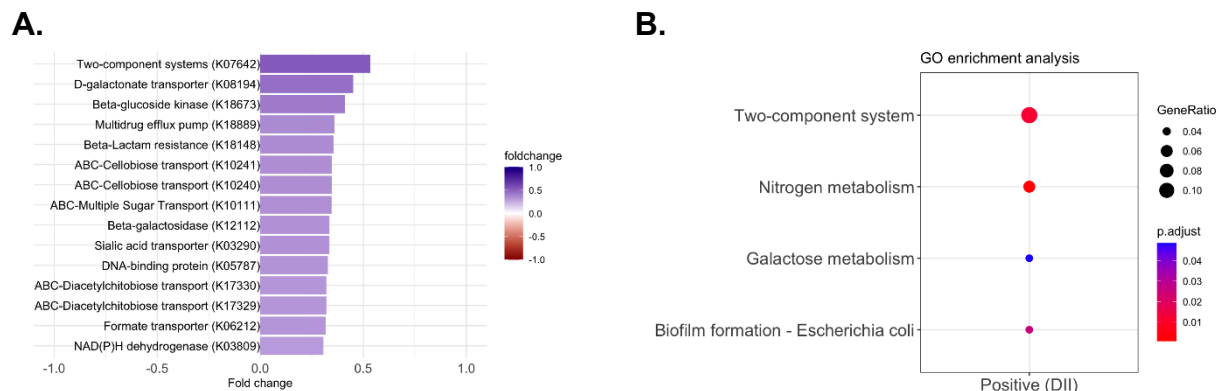 A.
Two-component systems (K07642)
D-galactonate transporter (K08194)
Beta-glucoside kinase (K18673)
Multidrug efflux pump (K18889)
Beta-Lactam resistance (K18148)
ABC-Cellobiose transport (K10241)
ABC-Cellobiose transport (K10240)
ABC-Multiple Sugar Transport (K10111)
Beta-galactosidase (K12112)
Sialic acid transporter (K03290)
DNA-binding protein (K05787)
ABC-Diacetylchitobiose transport (K17330)
ABC-Diacetylchitobiose transport (K17329)
Formate transporter (K06212)
NAD(P)H dehydrogenase (K03809)
-1.0 -0.5 0.0 0.5 1.0
Fold change
foldchange
1.0
0.5
0.0
-0.5
-1.0
B.
GO enrichment analysis
Two-component system
Nitrogen metabolism
Galactose metabolism
Biofilm formation - Escherichia coli
Positive (DII)
GeneRatio
0.04
0.06
0.08
0.10
p.adjust
0.04
0.03
0.02
0.01